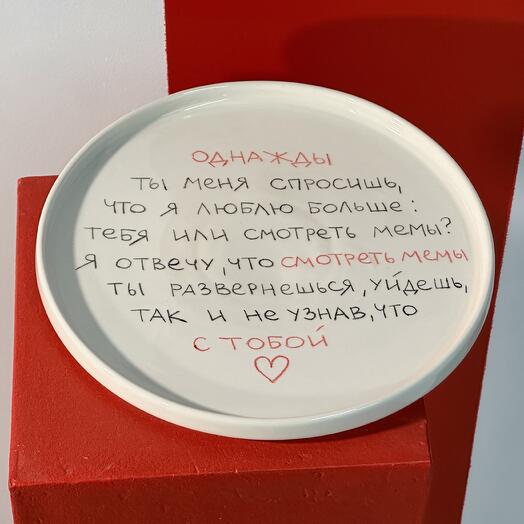 ОДНАЖДЫ
ТЫ МЕНЯ СПРОСИШЬ,
ЧТО Я ЛЮБЛЮ БОЛЬШЕ:
ТЕБЯ ИЛИ СМОТРЕТЬ МЕМЫ?
Я ОТВЕЧУ, ЧТО СМОТРЕТЬ МЕМЫ
ТЫ РАЗВЕРНЕШЬСЯ, УЙДЕШЬ,
ТАК И НЕ УЗНАВ, ЧТО
С ТОБОЙ